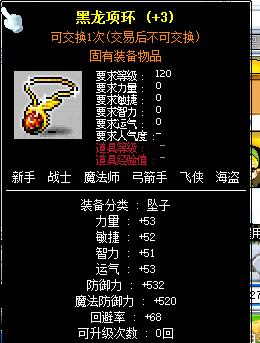 黑龙项环 (+3)
可交换1次(交易后不可交换)
固有装备物品
要求等级： 120
要求力量： 0
要求敏捷： 0
要求智力： 0
要求运气： 0
要求人气度： -
道具等级： -
道具经验值： -
新手 战士 魔法师 弓箭手 飞侠 海盗
装备分类 : 坠子
力量 : +53
敏捷 : +52
智力 : +51
运气 : +53
防御力 : +532
魔法防御力 : +520
回避率 : +68
可升级次数 : 0回